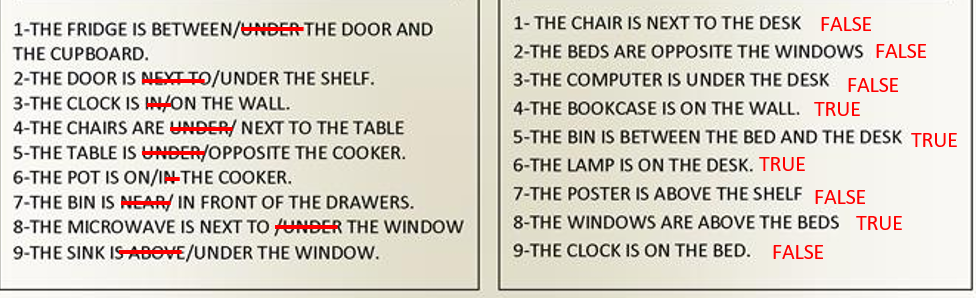 1-THE FRIDGE IS BETWEEN/UNDER THE DOOR AND
THE CUPBOARD.
2-THE DOOR IS NEXT TO/UNDER THE SHELF.
3-THE CLOCK IS IN/ON THE WALL.
4-THE CHAIRS ARE UNDER/ NEXT TO THE TABLE
5-THE TABLE IS UNDER/OPPOSITE THE COOKER.
6-THE POT IS ON/IN THE COOKER.
7-THE BIN IS NEAR/ IN FRONT OF THE DRAWERS.
8-THE MICROWAVE IS NEXT TO /UNDER THE WINDOW
9-THE SINK IS ABOVE/UNDER THE WINDOW.
1- THE CHAIR IS NEXT TO THE DESK FALSE
2-THE BEDS ARE OPPOSITE THE WINDOWS FALSE
3-THE COMPUTER IS UNDER THE DESK FALSE
4-THE BOOKCASE IS ON THE WALL. TRUE
5-THE BIN IS BETWEEN THE BED AND THE DESK TRUE
6-THE LAMP IS ON THE DESK. TRUE
7-THE POSTER IS ABOVE THE SHELF FALSE
8-THE WINDOWS ARE ABOVE THE BEDS TRUE
9-THE CLOCK IS ON THE BED. FALSE